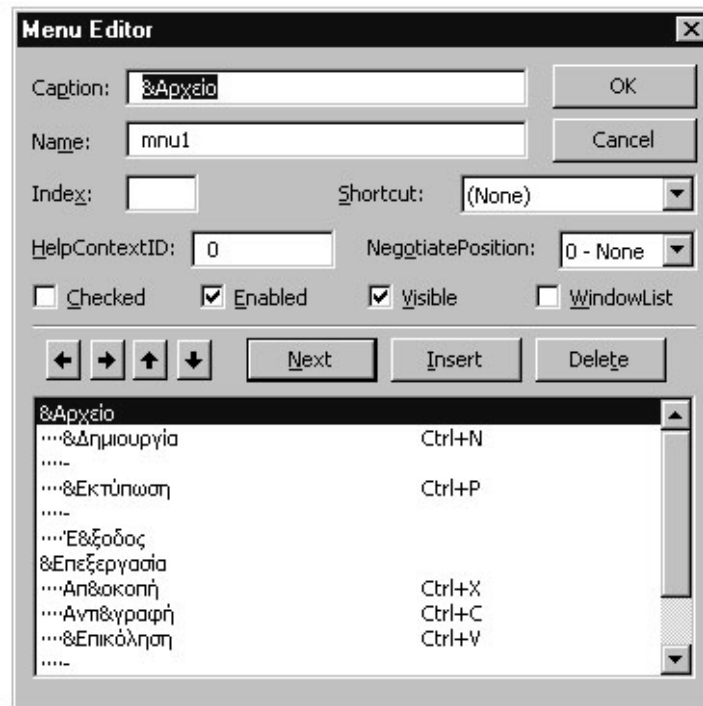 Menu Editor
Caption: &Αρχείο OK
Name: mnu1 Cancel
Index: Shortcut: (None)
HelpContextID: 0 NegotiatePosition: 0 - None
Checked Enabled Visible WindowList
Next Insert Delete
&Αρχείο
····&Δημιουργία Ctrl+N
····-
····&Εκτύπωση Ctrl+P
····-
····Έ&ξοδος
&Επεξεργασία
····Απ&οκοπή Ctrl+X
····Αντι&γραφή Ctrl+C
····&Επικόληση Ctrl+V
····-